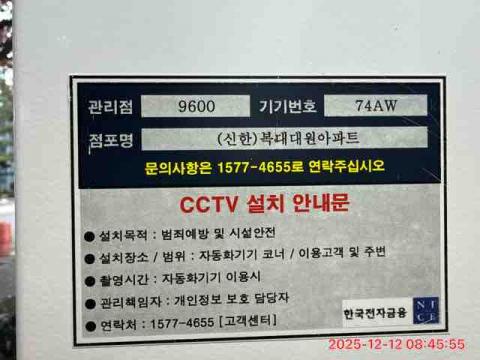 관리점 9600 기기번호 74AW
점포명 (신한)복대대원아파트
문의사항은 1577-4655로 연락주십시오
CCTV 설치 안내문
● 설치목적 : 범죄예방 및 시설안전
● 설치장소 / 범위 : 자동화기기 코너 / 이용고객 및 주변
● 촬영시간 : 자동화기기 이용시
● 관리책임자 : 개인정보 보호 담당자
● 연락처 : 1577-4655 [고객센터]
한국전자금융 NICE
2025-12-12 08:45:55